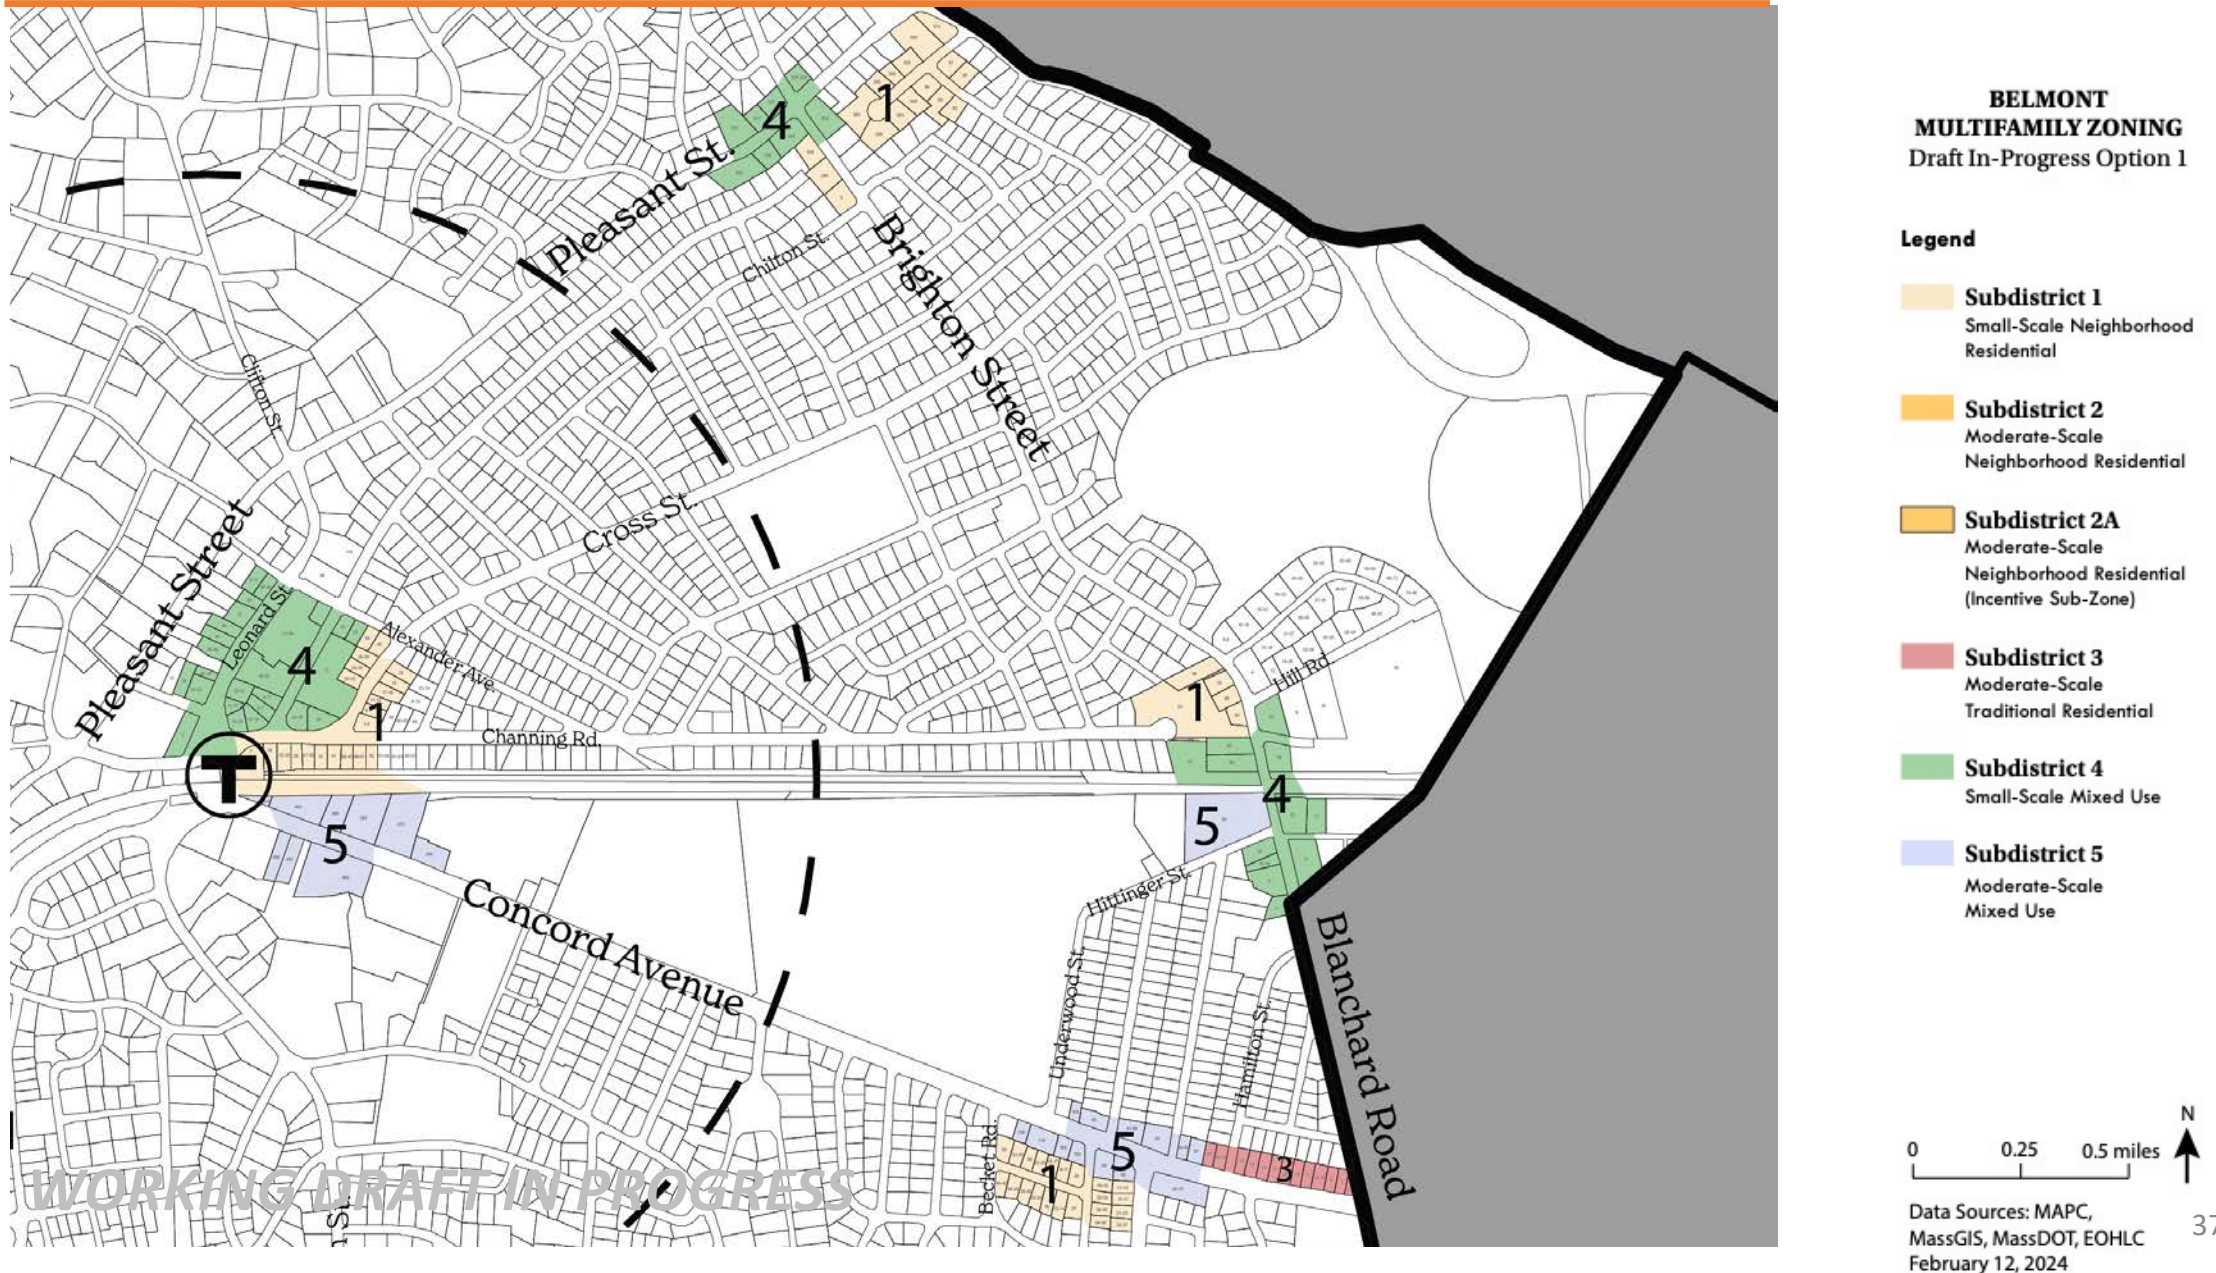 4
1
Pleasant St.
Chilton St.
Brighton Street
Clifton St.
Cross St.
Pleasant Street
Leonard St.
4
Alexander Ave.
1
Channing Rd.
T
5
Concord Avenue
1
Hill Rd.
4
5
Hittinger St.
Underwood St.
Hamilton St.
Blanchard Road
Becket Rd.
1
5
3
WORKING DRAFT IN PROGRESS
BELMONT
MULTIFAMILY ZONING
Draft In-Progress Option 1
Legend
Subdistrict 1
Small-Scale Neighborhood
Residential
Subdistrict 2
Moderate-Scale
Neighborhood Residential
Subdistrict 2A
Moderate-Scale
Neighborhood Residential
(Incentive Sub-Zone)
Subdistrict 3
Moderate-Scale
Traditional Residential
Subdistrict 4
Small-Scale Mixed Use
Subdistrict 5
Moderate-Scale
Mixed Use
N
0 0.25 0.5 miles
Data Sources: MAPC,
MassGIS, MassDOT, EOHLC
February 12, 2024
37